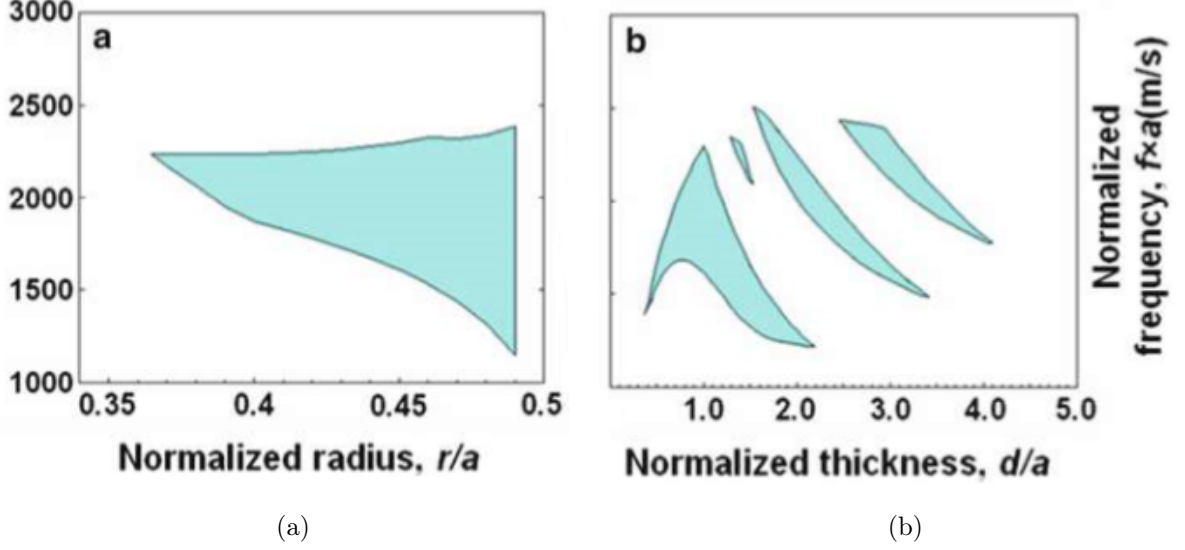 3000
a
b
2500
2000
1500
1000
0.35 0.4 0.45 0.5
1.0 2.0 3.0 4.0 5.0
Normalized radius, r/a
Normalized thickness, d/a
Normalized
frequency, f×a(m/s)
(a)
(b)